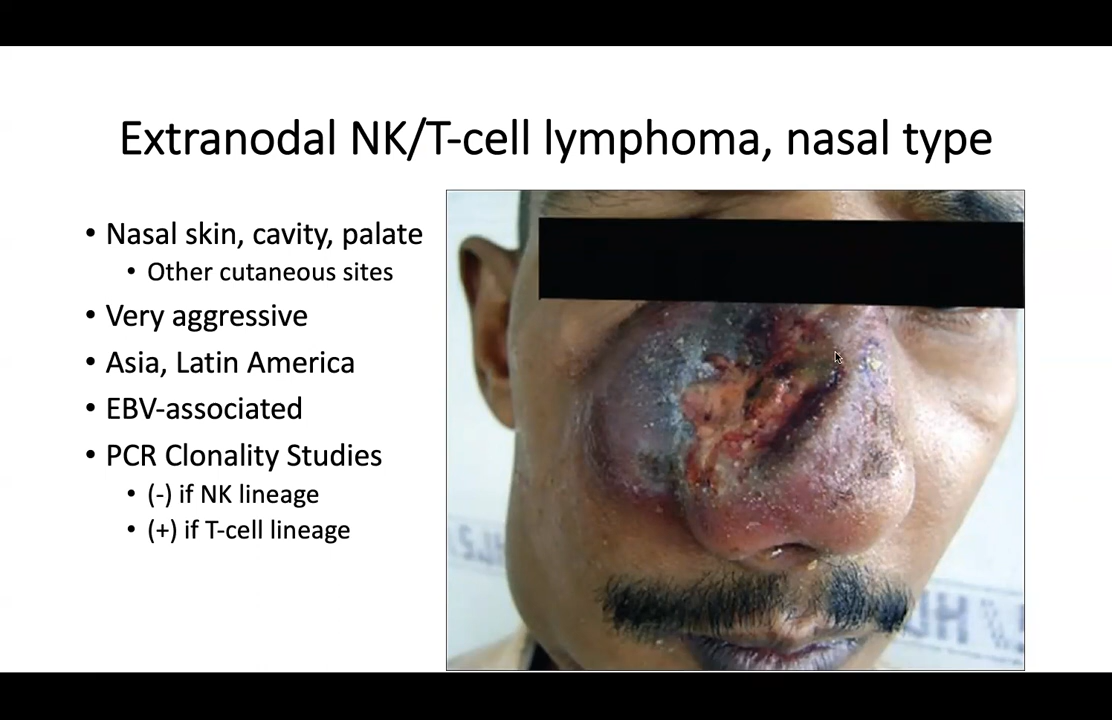 Extranodal NK/T-cell lymphoma, nasal type
• Nasal skin, cavity, palate
• Other cutaneous sites
• Very aggressive
• Asia, Latin America
• EBV-associated
• PCR Clonality Studies
• (-) if NK lineage
• (+) if T-cell lineage